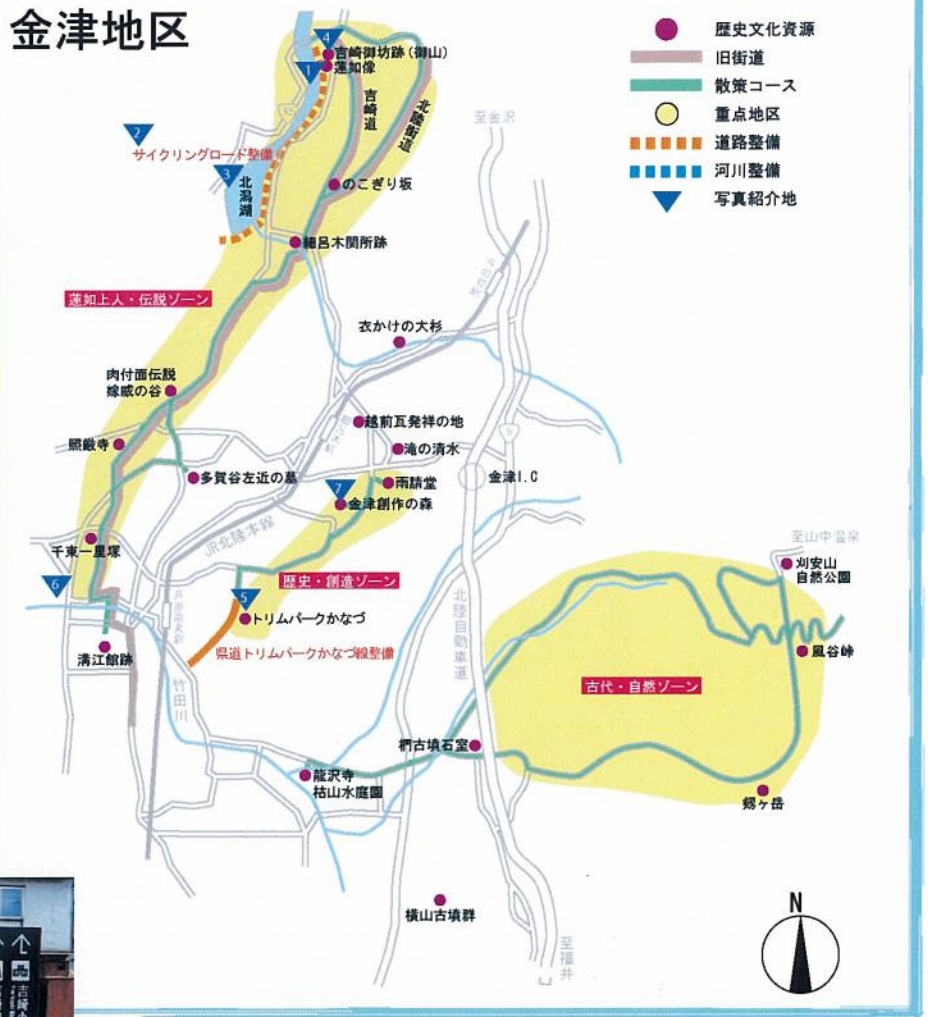 金津地区
歴史文化資源
旧街道
散策コース
重点地区
道路整備
河川整備
写真紹介地
4
吉崎御坊跡(御山)
1
蓮如像
吉崎道
北陸街道
至金沢
2
サイクリングロード整備
3
北潟湖
のこぎり坂
細呂木関所跡
蓮如上人・伝説ゾーン
衣かけの大杉
肉付面伝説
嫁威の谷
越前瓦発祥の地
照厳寺
滝の清水
多賀谷左近の墓
雨請堂
金津I.C
7
金津創作の森
JR北陸本線
千束一里塚
至山中温泉
刈安山
自然公園
6
歴史・創造ゾーン
5
トリムパークかなづ
北陸自動車道
溝江館跡
県道トリムパークかなづ線整備
風谷峠
竹田川
古代・自然ゾーン
椚古墳石室
龍沢寺
枯山水庭園
横山古墳群
至福井
N